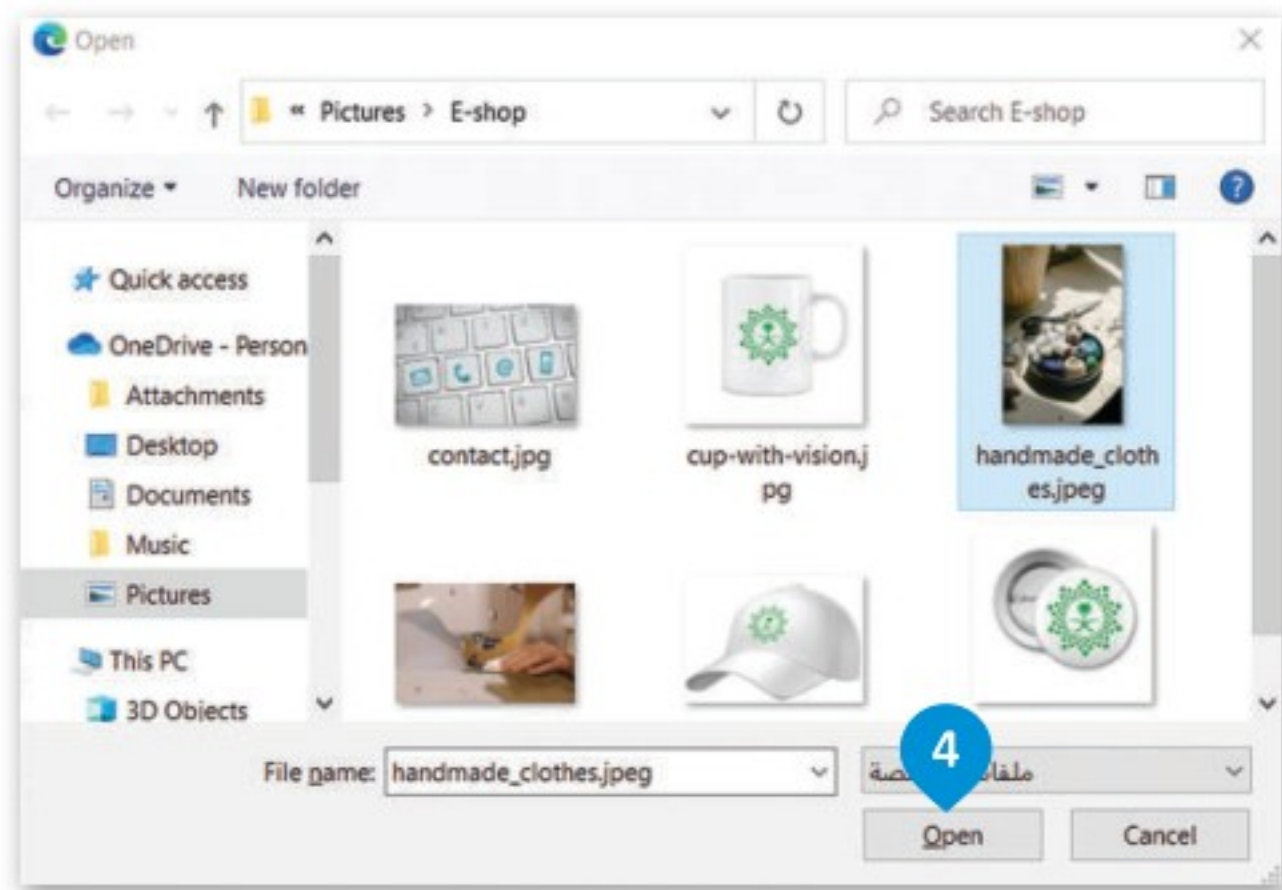 Open
« Pictures > E-shop
Search E-shop
Organize
New folder
Quick access
OneDrive - Person
Attachments
Desktop
Documents
Music
Pictures
This PC
3D Objects
contact.jpg
cup-with-vision.j
pg
handmade_cloth
es.jpeg
File name: handmade_clothes.jpeg
4
Open
Cancel